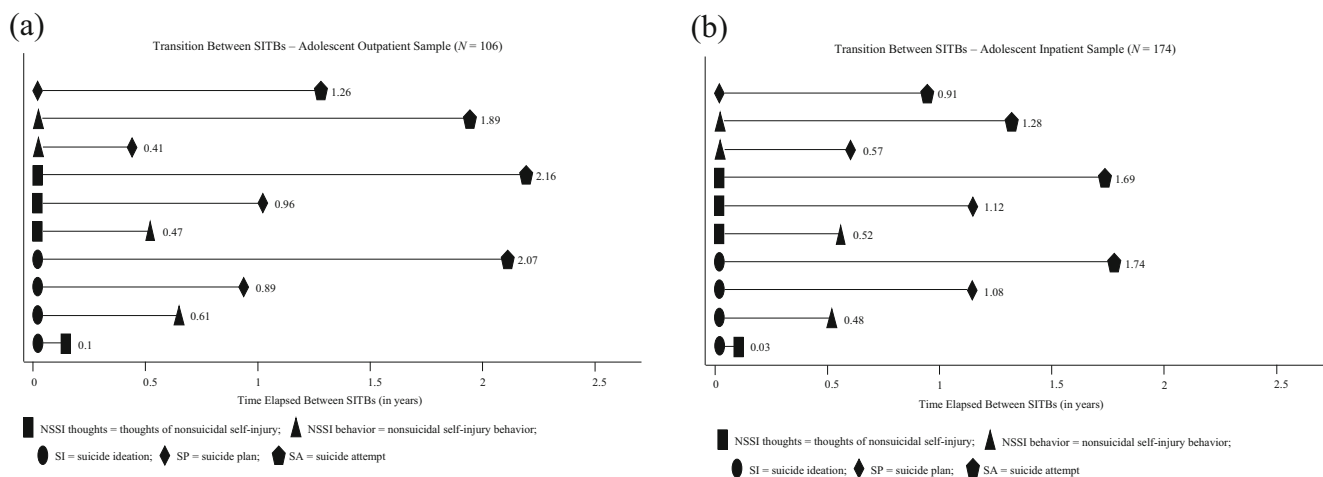 (a)
Transition Between SITBs – Adolescent Outpatient Sample (N = 106)
1.26
1.89
0.41
2.16
0.96
0.47
2.07
0.89
0.61
0.1
0 0.5 1 1.5 2 2.5
Time Elapsed Between SITBs (in years)
NSSI thoughts = thoughts of nonsuicidal self-injury; NSSI behavior = nonsuicidal self-injury behavior;
SI = suicide ideation; SP = suicide plan; SA = suicide attempt
(b)
Transition Between SITBs – Adolescent Inpatient Sample (N = 174)
0.91
1.28
0.57
1.69
1.12
0.52
1.74
1.08
0.48
0.03
0 0.5 1 1.5 2 2.5
Time Elapsed Between SITBs (in years)
NSSI thoughts = thoughts of nonsuicidal self-injury; NSSI behavior = nonsuicidal self-injury behavior;
SI = suicide ideation; SP = suicide plan; SA = suicide attempt